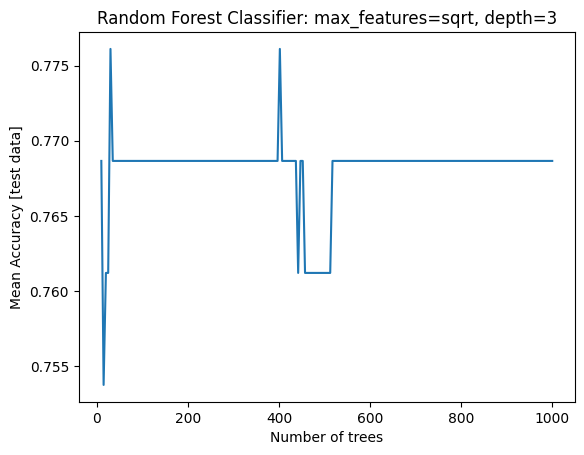 Random Forest Classifier: max_features=sqrt, depth=3
Mean Accuracy [test data]
0.775
0.770
0.765
0.760
0.755
0 200 400 600 800 1000
Number of trees